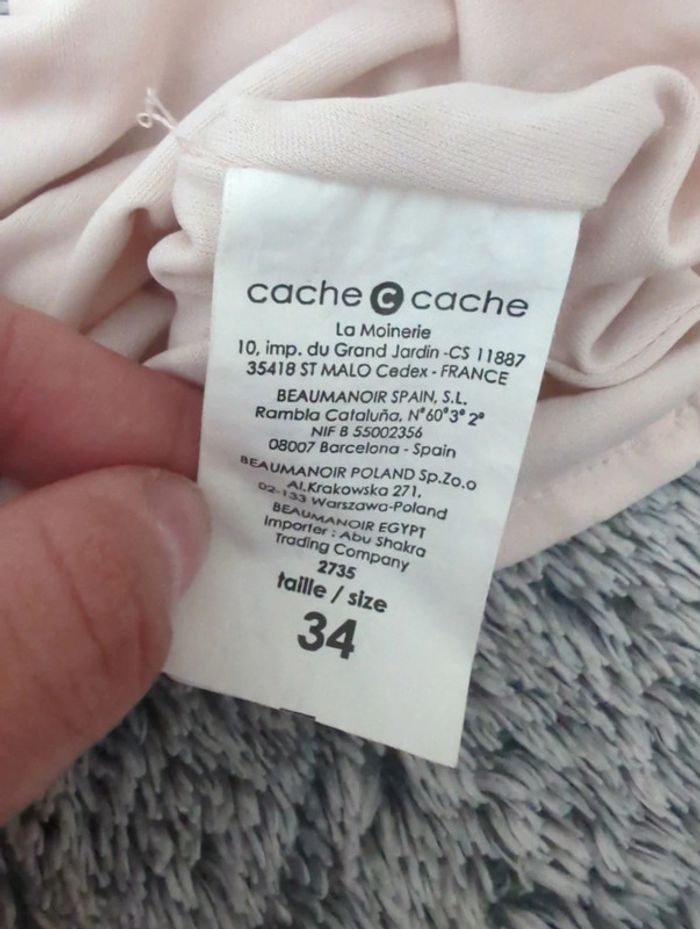 cache c cache
La Moinerie
10, imp. du Grand Jardin -CS 11887
35418 ST MALO Cedex - FRANCE
BEAUMANOIR SPAIN, S.L.
Rambla Cataluña, N°60°3°2ª
NIF B 55002356
08007 Barcelona - Spain
BEAUMANOIR POLAND Sp.Zo.o
Al.Krakowska 271,
02-133 Warszawa-Poland
BEAUMANOIR EGYPT
Importer : Abu Shakra
Trading Company
2735
taille / size
34